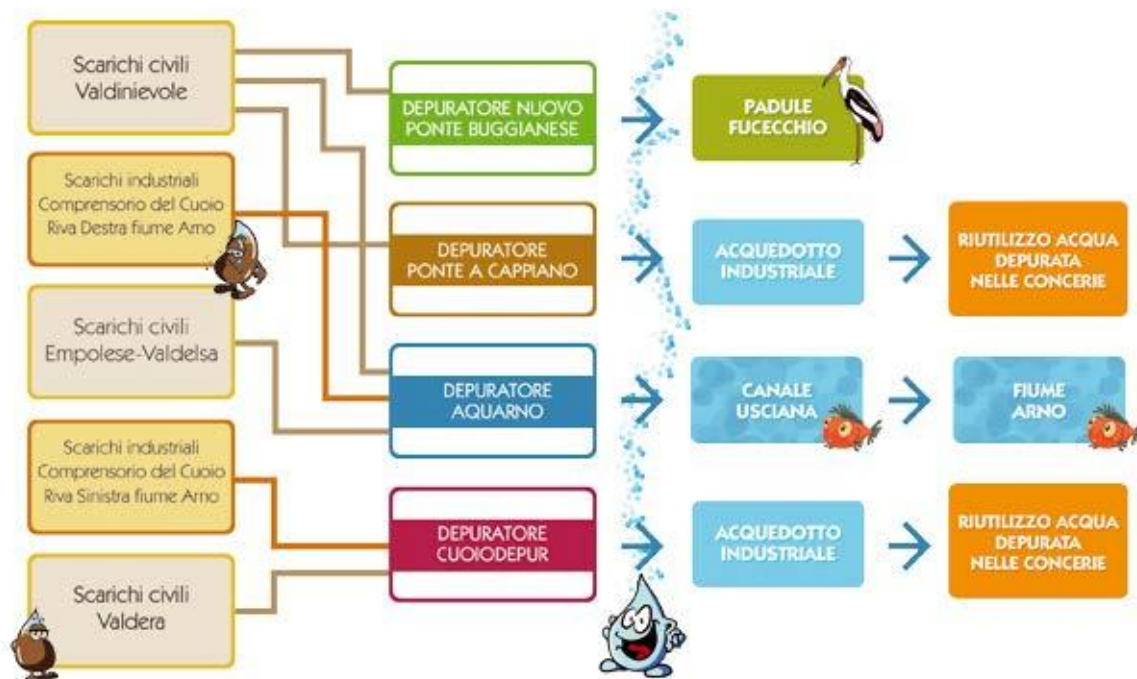 Scarichi civili
Valdinievole
Scarichi industriali
Comprensorio del Cuoio
Riva Destra fiume Arno
Scarichi civili
Empolese-Valdelsa
Scarichi industriali
Comprensorio del Cuoio
Riva Sinistra fiume Arno
Scarichi civili
Valdera
DEPURATORE NUOVO
PONTE BUGGIANESE
DEPURATORE
PONTE A CAPPIANO
DEPURATORE
AQUARNO
DEPURATORE
CUOIODEPUR
PADULE
FUCECCHIO
ACQUEDOTTO
INDUSTRIALE
RIUTILIZZO ACQUA
DEPURATA
NELLE CONCERIE
CANALE
USCIANA
FIUME
ARNO
ACQUEDOTTO
INDUSTRIALE
RIUTILIZZO ACQUA
DEPURATA
NELLE CONCERIE